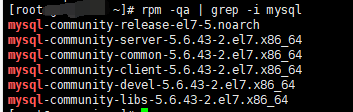 [root@ ~]# rpm -qa | grep -i mysql
mysql-community-release-el7-5.noarch
mysql-community-server-5.6.43-2.el7.x86_64
mysql-community-common-5.6.43-2.el7.x86_64
mysql-community-client-5.6.43-2.el7.x86_64
mysql-community-devel-5.6.43-2.el7.x86_64
mysql-community-libs-5.6.43-2.el7.x86_64